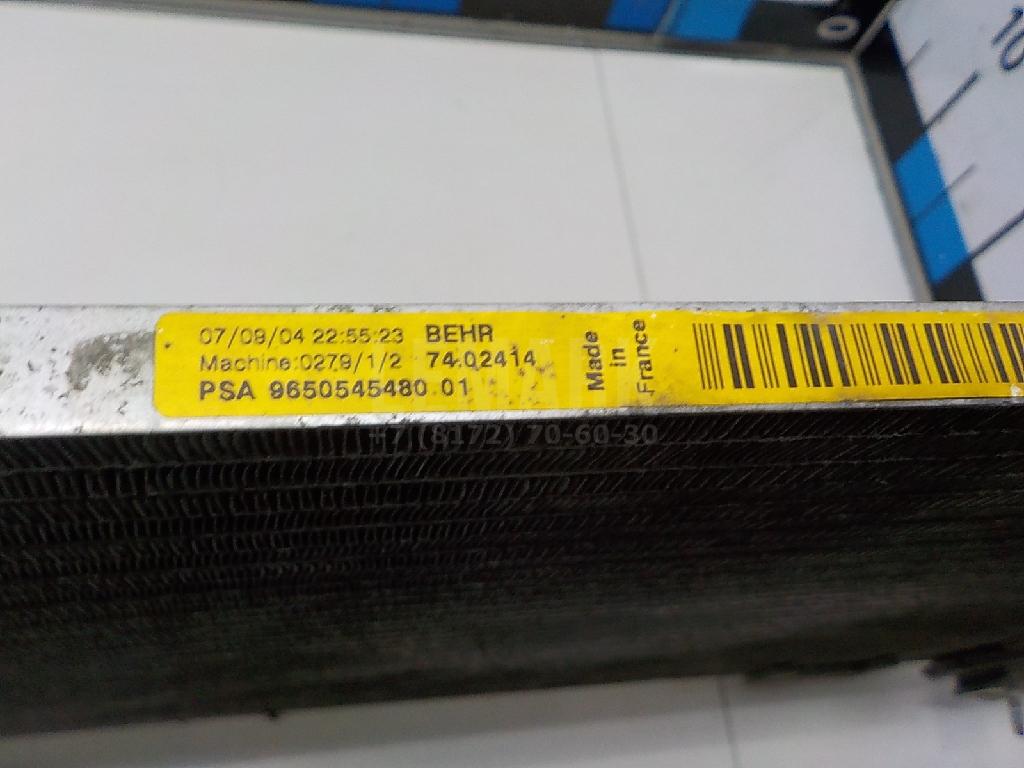 07/09/04 22:55:23 BEHR
Machine:0279/1/2 74.02414
PSA 9650545480.01
Made
in
France
+7 (8172) 70-60-30
10